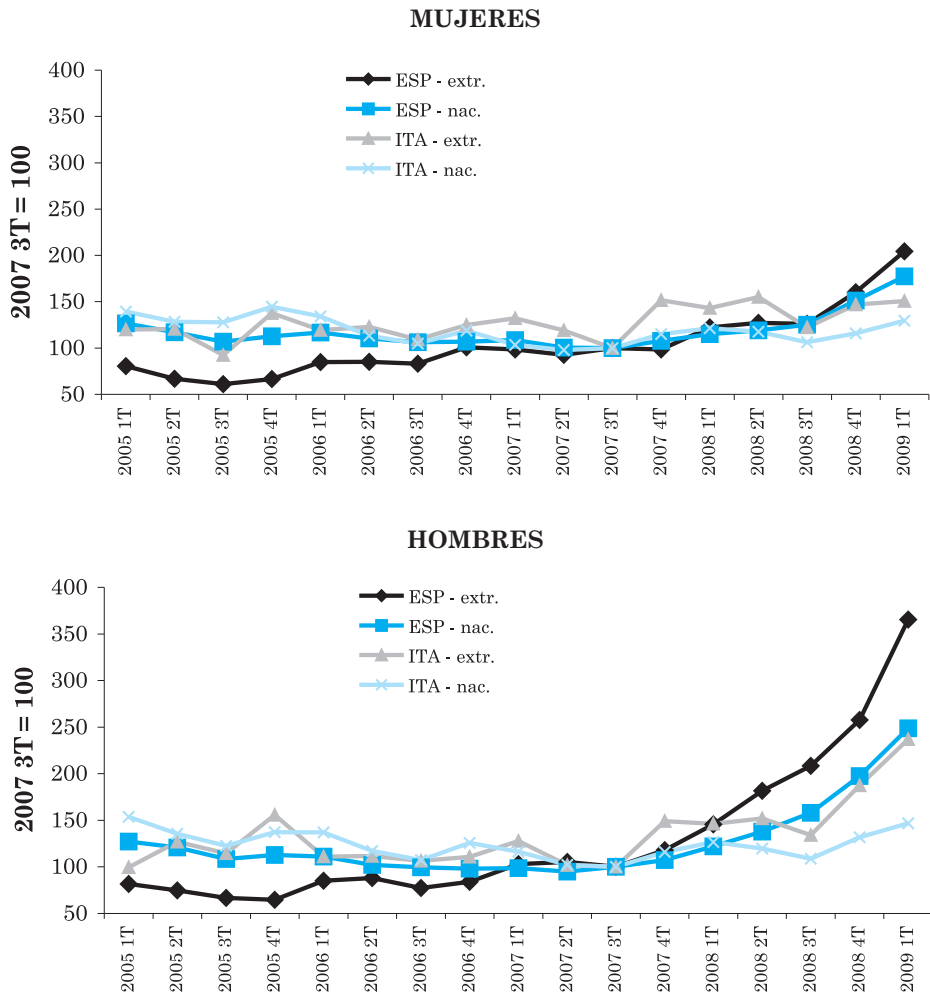 MUJERES
2007 3T = 100
400
350
300
250
200
150
100
50
ESP - extr.
ESP - nac.
ITA - extr.
ITA - nac.
2005 1T
2005 2T
2005 3T
2005 4T
2006 1T
2006 2T
2006 3T
2006 4T
2007 1T
2007 2T
2007 3T
2007 4T
2008 1T
2008 2T
2008 3T
2008 4T
2009 1T
HOMBRES
2007 3T = 100
400
350
300
250
200
150
100
50
ESP - extr.
ESP - nac.
ITA - extr.
ITA - nac.
2005 1T
2005 2T
2005 3T
2005 4T
2006 1T
2006 2T
2006 3T
2006 4T
2007 1T
2007 2T
2007 3T
2007 4T
2008 1T
2008 2T
2008 3T
2008 4T
2009 1T